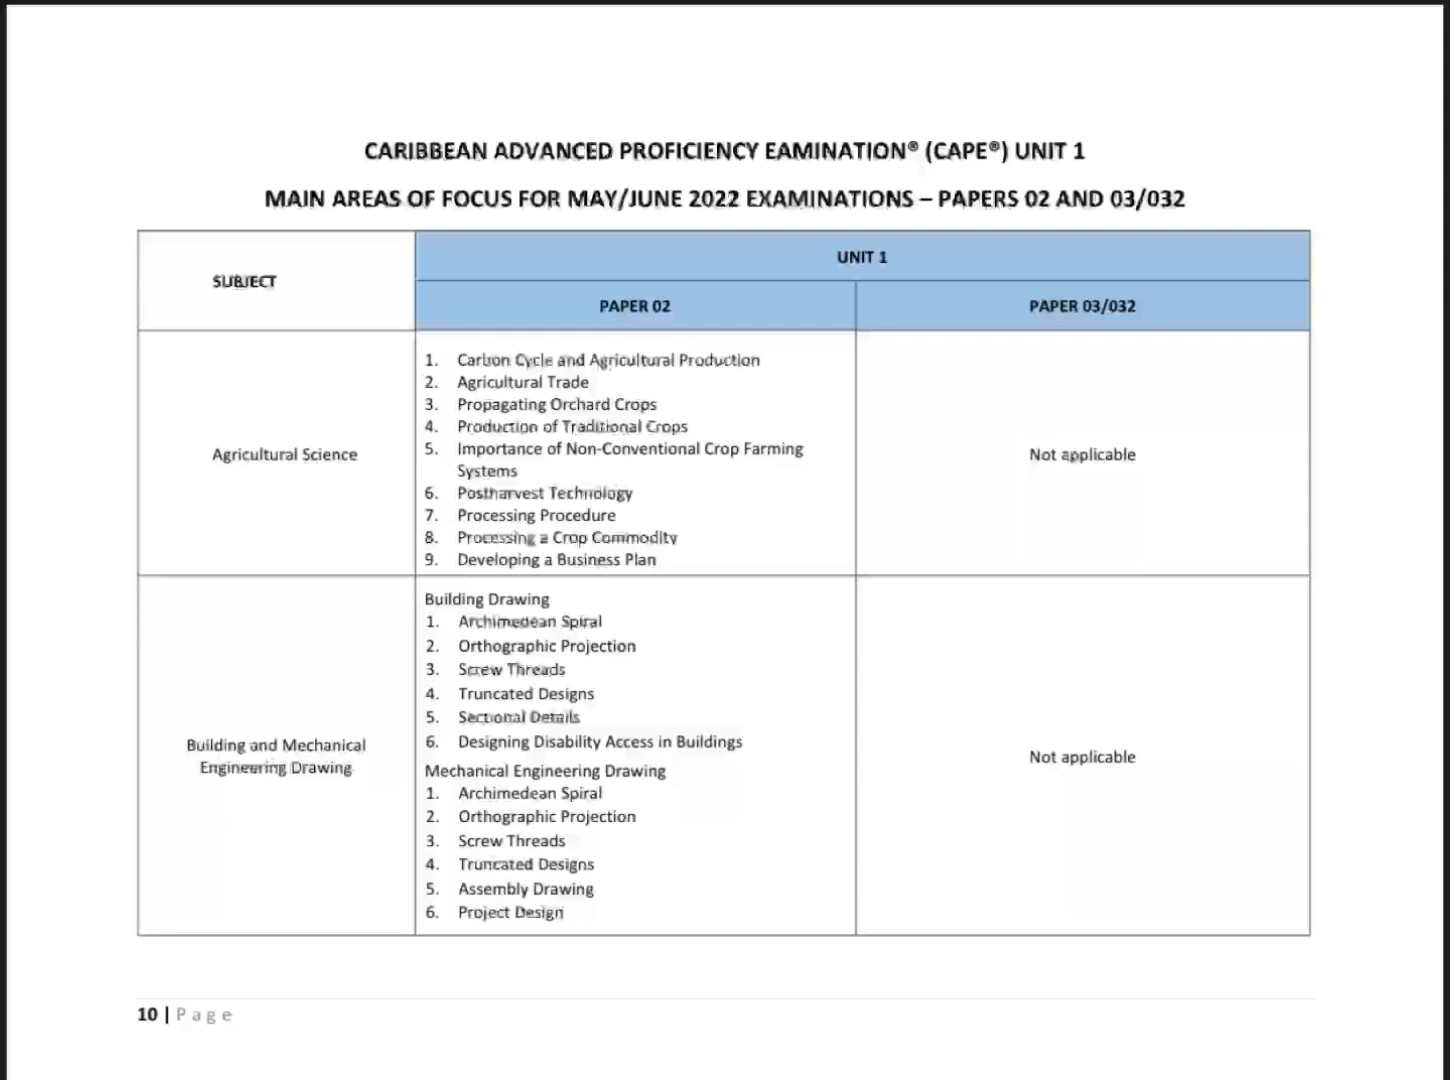 CARIBBEAN ADVANCED PROFICIENCY EAMINATION® (CAPE®) UNIT 1
MAIN AREAS OF FOCUS FOR MAY/JUNE 2022 EXAMINATIONS – PAPERS 02 AND 03/032
SUBJECT
UNIT 1
PAPER 02
PAPER 03/032
Agricultural Science
1. Carbon Cycle and Agricultural Production
2. Agricultural Trade
3. Propagating Orchard Crops
4. Production of Traditional Crops
5. Importance of Non-Conventional Crop Farming
Systems
6. Postharvest Technology
7. Processing Procedure
8. Processing a Crop Commodity
9. Developing a Business Plan
Not applicable
Building and Mechanical
Engineering Drawing
Building Drawing
1. Archimedean Spiral
2. Orthographic Projection
3. Screw Threads
4. Truncated Designs
5. Sectional Details
6. Designing Disability Access in Buildings
Mechanical Engineering Drawing
1. Archimedean Spiral
2. Orthographic Projection
3. Screw Threads
4. Truncated Designs
5. Assembly Drawing
6. Project Design
Not applicable
10 | Page